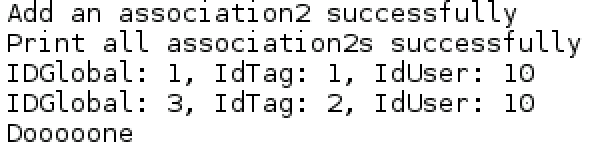 Add an association2 successfully
Print all association2s successfully
IDGlobal: 1, IdTag: 1, IdUser: 10
IDGlobal: 3, IdTag: 2, IdUser: 10
Dooooone